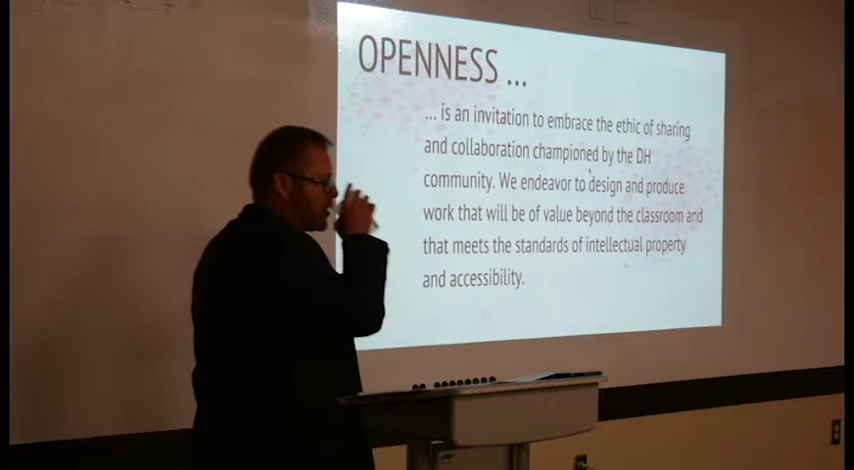 OPENNESS ...
... is an invitation to embrace the ethic of sharing
and collaboration championed by the DH
community. We endeavor to design and produce
work that will be of value beyond the classroom and
that meets the standards of intellectual property
and accessibility.